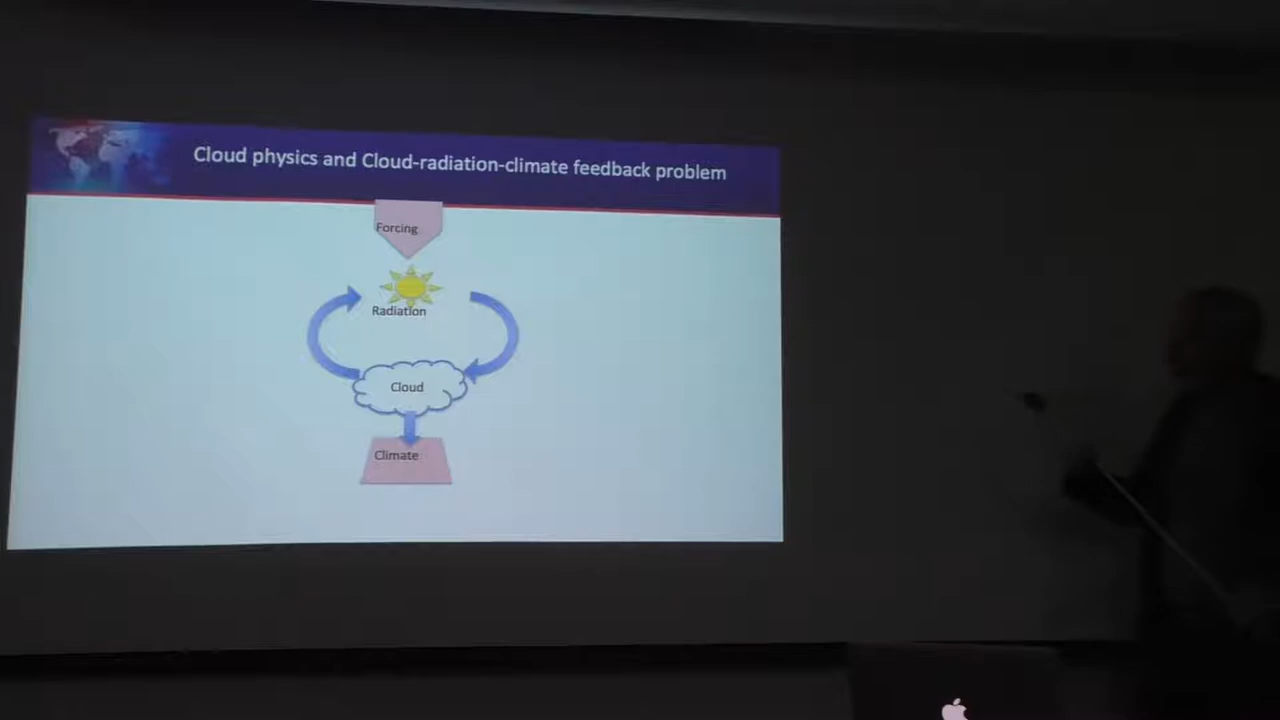 Cloud physics and Cloud-radiation-climate feedback problem
Forcing
Radiation
Cloud
Climate